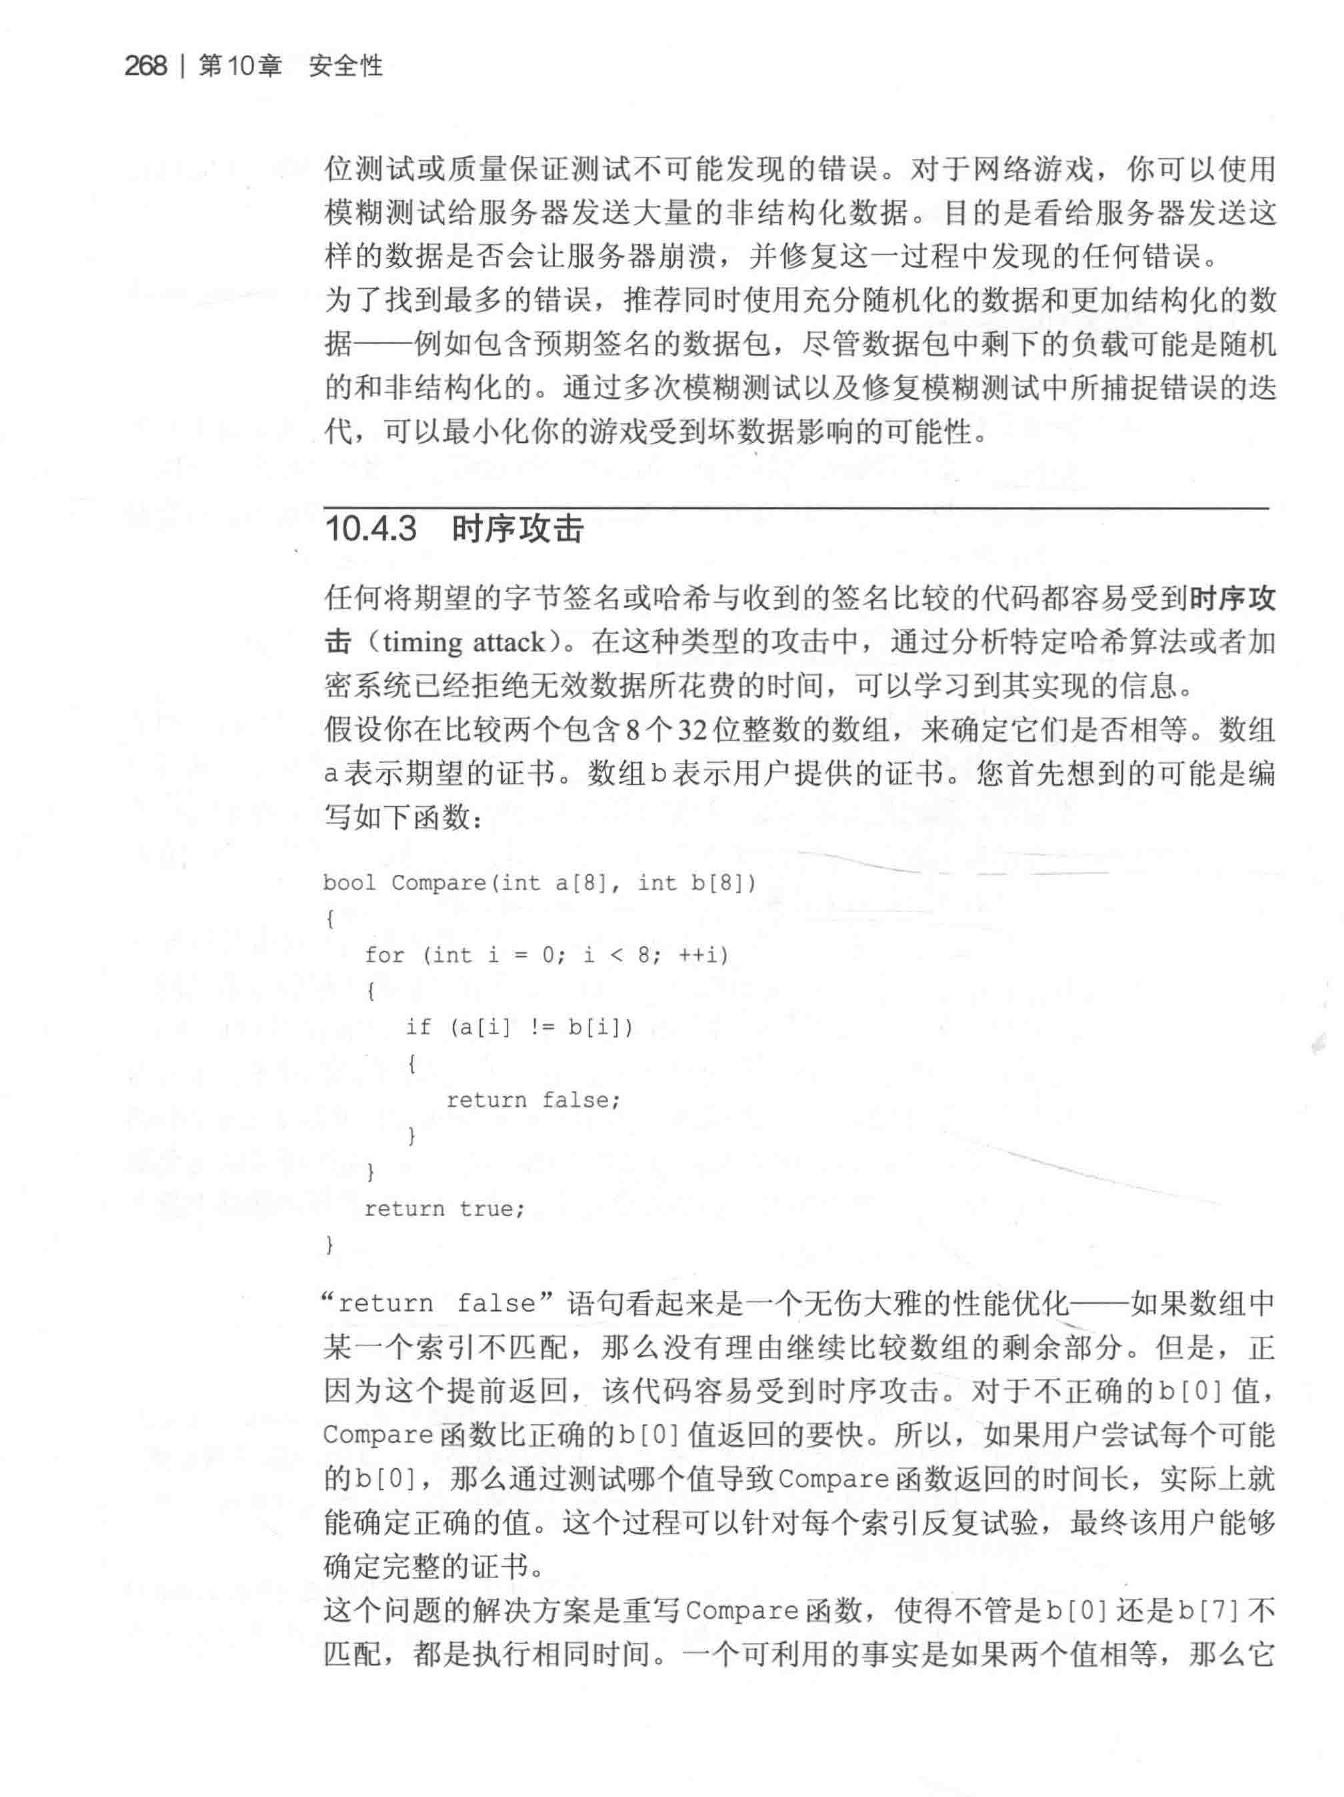 268 | 第10章　安全性
位测试或质量保证测试不可能发现的错误。对于网络游戏，你可以使用
模糊测试给服务器发送大量的非结构化数据。目的是看给服务器发送这
样的数据是否会让服务器崩溃，并修复这一过程中发现的任何错误。
为了找到最多的错误，推荐同时使用充分随机化的数据和更加结构化的数
据——例如包含预期签名的数据包，尽管数据包中剩下的负载可能是随机
的和非结构化的。通过多次模糊测试以及修复模糊测试中所捕捉错误的迭
代，可以最小化你的游戏受到坏数据影响的可能性。
10.4.3　时序攻击
任何将期望的字节签名或哈希与收到的签名比较的代码都容易受到时序攻
击（timing attack）。在这种类型的攻击中，通过分析特定哈希算法或者加
密系统已经拒绝无效数据所花费的时间，可以学习到其实现的信息。
假设你在比较两个包含8个32位整数的数组，来确定它们是否相等。数组
a表示期望的证书。数组b表示用户提供的证书。您首先想到的可能是编
写如下函数：
bool Compare(int a[8], int b[8])
{
for (int i = 0; i < 8; ++i)
{
if (a[i] != b[i])
{
return false;
}
}
return true;
}
“return false”语句看起来是一个无伤大雅的性能优化——如果数组中
某一个索引不匹配，那么没有理由继续比较数组的剩余部分。但是，正
因为这个提前返回，该代码容易受到时序攻击。对于不正确的b[0]值，
Compare函数比正确的b[0]值返回的要快。所以，如果用户尝试每个可能
的b[0]，那么通过测试哪个值导致Compare函数返回的时间长，实际上就
能确定正确的值。这个过程可以针对每个索引反复试验，最终该用户能够
确定完整的证书。
这个问题的解决方案是重写Compare函数，使得不管是b[0]还是b[7]不
匹配，都是执行相同时间。一个可利用的事实是如果两个值相等，那么它